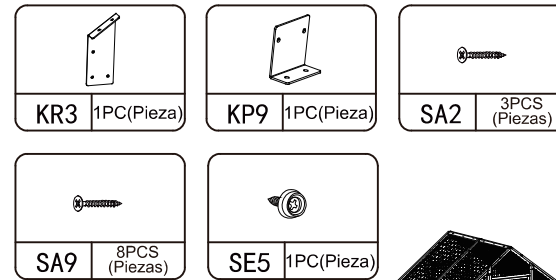 KR3 1PC(Pieza)
KP9 1PC(Pieza)
SA2 3PCS
(Piezas)
SA9 8PCS
(Piezas)
SE5 1PC(Pieza)